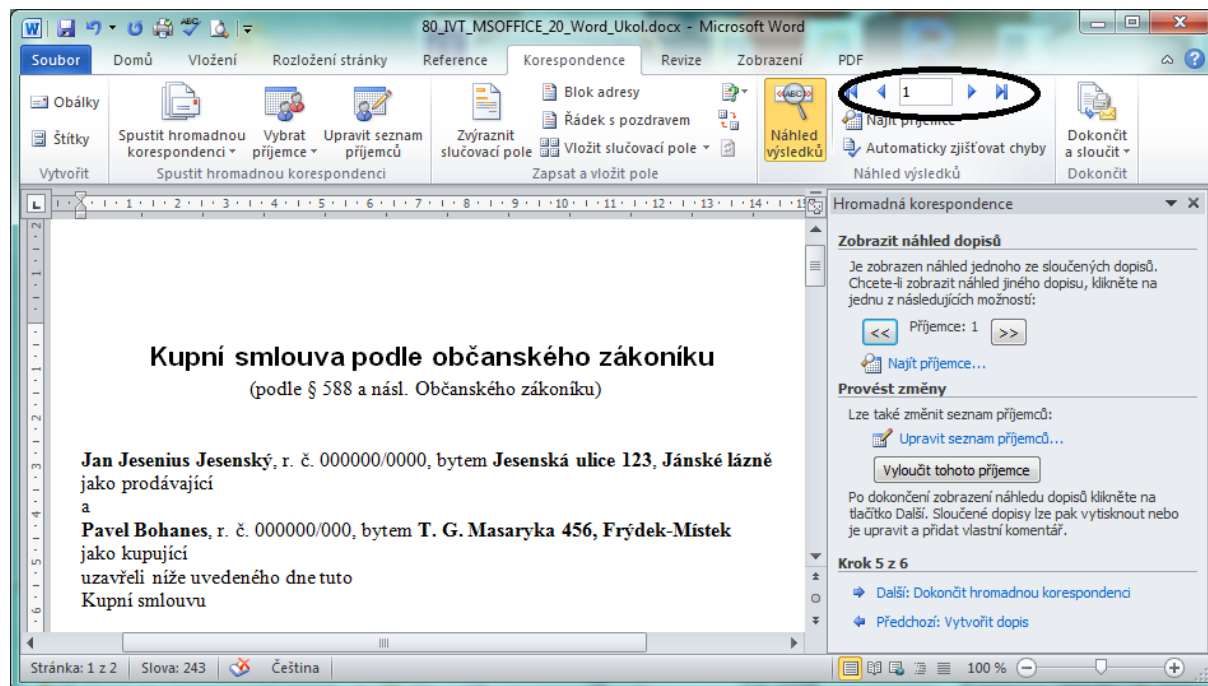 80_IVT_MSOFFICE_20_Word_Ukol.docx - Microsoft Word
Soubor Domů Vložení Rozložení stránky Reference Korespondence Revize Zobrazení PDF
Obálky
Štítky
Vytvořit
Spustit hromadnou
korespondenci
Vybrat
příjemce
Upravit seznam
příjemců
Spustit hromadnou korespondenci
Zvýraznit
slučovací pole
Blok adresy
Řádek s pozdravem
Vložit slučovací pole
Zapsat a vložit pole
Náhled
výsledků
1
Najít příjemce
Automaticky zjišťovat chyby
Náhled výsledků
Dokončit
a sloučit
Dokončit
Kupní smlouva podle občanského zákoníku
(podle § 588 a násl. Občanského zákoníku)
Jan Jesenius Jesenský, r. č. 000000/0000, bytem Jesenská ulice 123, Jánské lázně
jako prodávající
a
Pavel Bohanes, r. č. 000000/000, bytem T. G. Masaryka 456, Frýdek-Místek
jako kupující
uzavřeli níže uvedeného dne tuto
Kupní smlouvu
Hromadná korespondence
Zobrazit náhled dopisů
Je zobrazen náhled jednoho ze sloučených dopisů.
Chcete-li zobrazit náhled jiného dopisu, klikněte na
jednu z následujících možností:
<< Příjemce: 1 >>
Najít příjemce...
Provést změny
Lze také změnit seznam příjemců:
Upravit seznam příjemců...
Vyloučit tohoto příjemce
Po dokončení zobrazení náhledu dopisů klikněte na
tlačítko Další. Sloučené dopisy lze pak vytisknout nebo
je upravit a přidat vlastní komentář.
Krok 5 z 6
Další: Dokončit hromadnou korespondenci
Předchozí: Vytvořit dopis
Stránka: 1 z 2 Slova: 243 Čeština 100 %